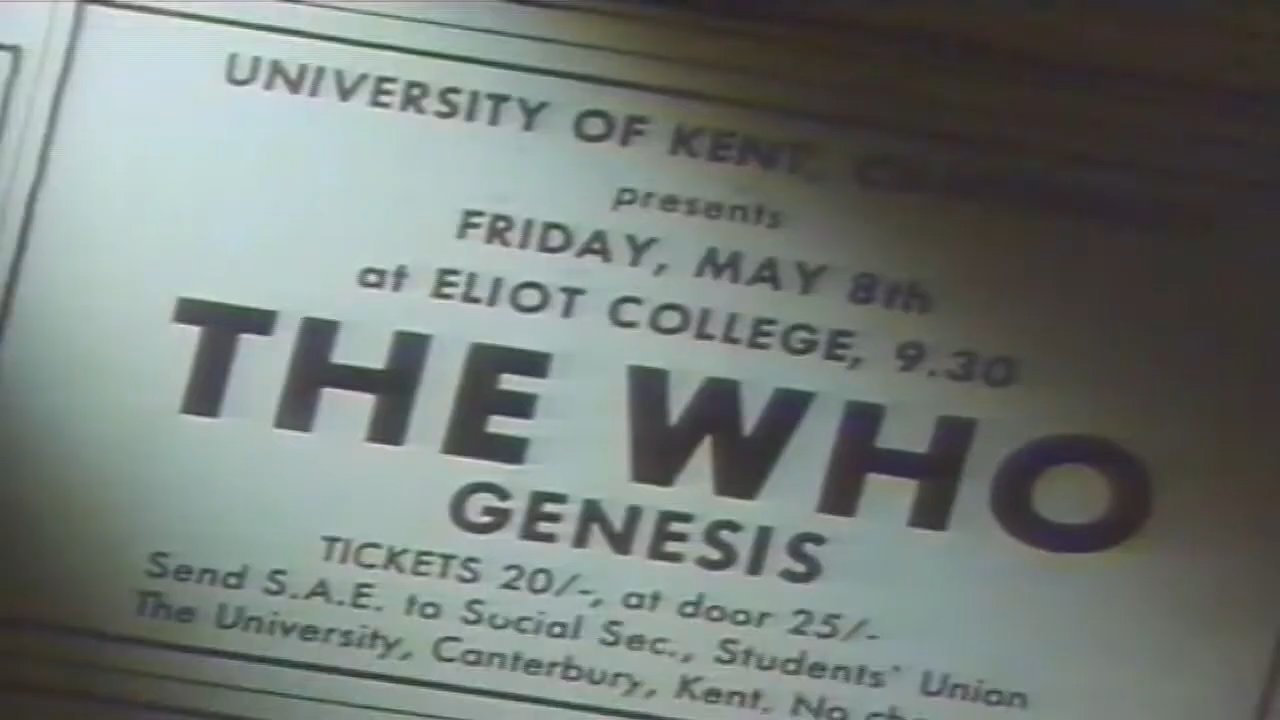 UNIVERSITY OF KENT,
presents
FRIDAY, MAY 8th
at ELIOT COLLEGE, 9.30
THE WHO
GENESIS
TICKETS 20/-, at door 25/-
Send S.A.E. to Social Sec., Students' Union
The University, Canterbury, Kent. No